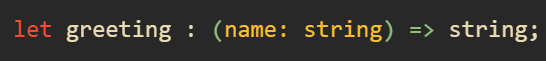 let greeting : (name: string) => string;